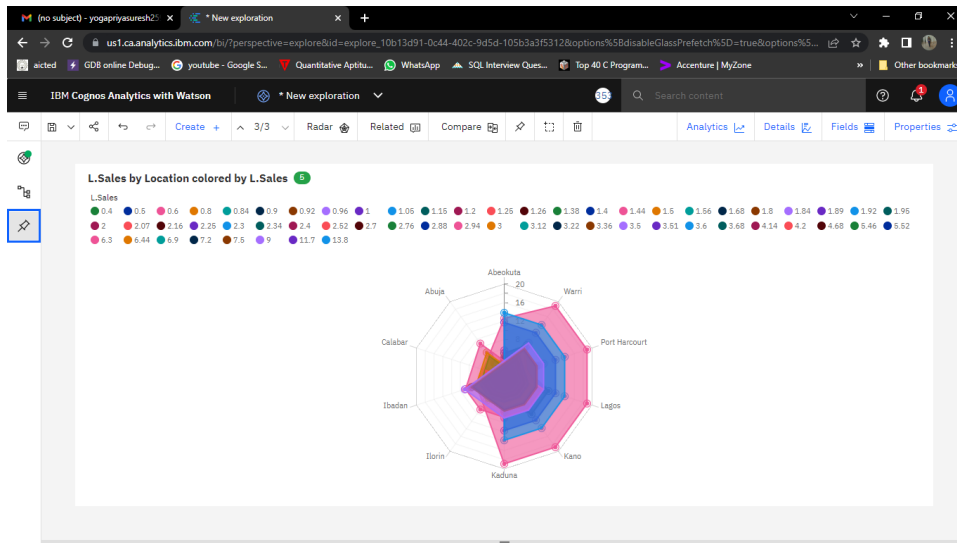 (no subject) - yogapriyasuresh25 × * New exploration × +
us1.ca.analytics.ibm.com/bi/?perspective=explore&id=explore_10b13d91-0c44-402c-9d5d-105b3a3f5312&options%5BdisableGlassPrefetch%5D=true&options%5...
aicted GDB online Debug... youtube - Google S... Quantitative Aptitu... WhatsApp SQL Interview Ques... Top 40 C Program... Accenture | MyZone » Other bookmark
IBM Cognos Analytics with Watson * New exploration 353 Search content 1
Create + 3/3 Radar Related Compare Analytics Details Fields Properties
L.Sales by Location colored by L.Sales 5
L.Sales
0.4 0.5 0.6 0.8 0.84 0.9 0.92 0.96 1 1.05 1.15 1.2 1.25 1.26 1.38 1.4 1.44 1.5 1.56 1.68 1.8 1.84 1.89 1.92 1.95
2 2.07 2.16 2.25 2.3 2.34 2.4 2.52 2.7 2.76 2.88 2.94 3 3.12 3.22 3.36 3.5 3.51 3.6 3.68 4.14 4.2 4.68 5.46 5.52
6.3 6.44 6.9 7.2 7.5 9 11.7 13.8
Abeokuta
20
Abuja
Warri
16
Calabar
Port Harcourt
Ibadan
Lagos
Ilorin
Kano
Kaduna